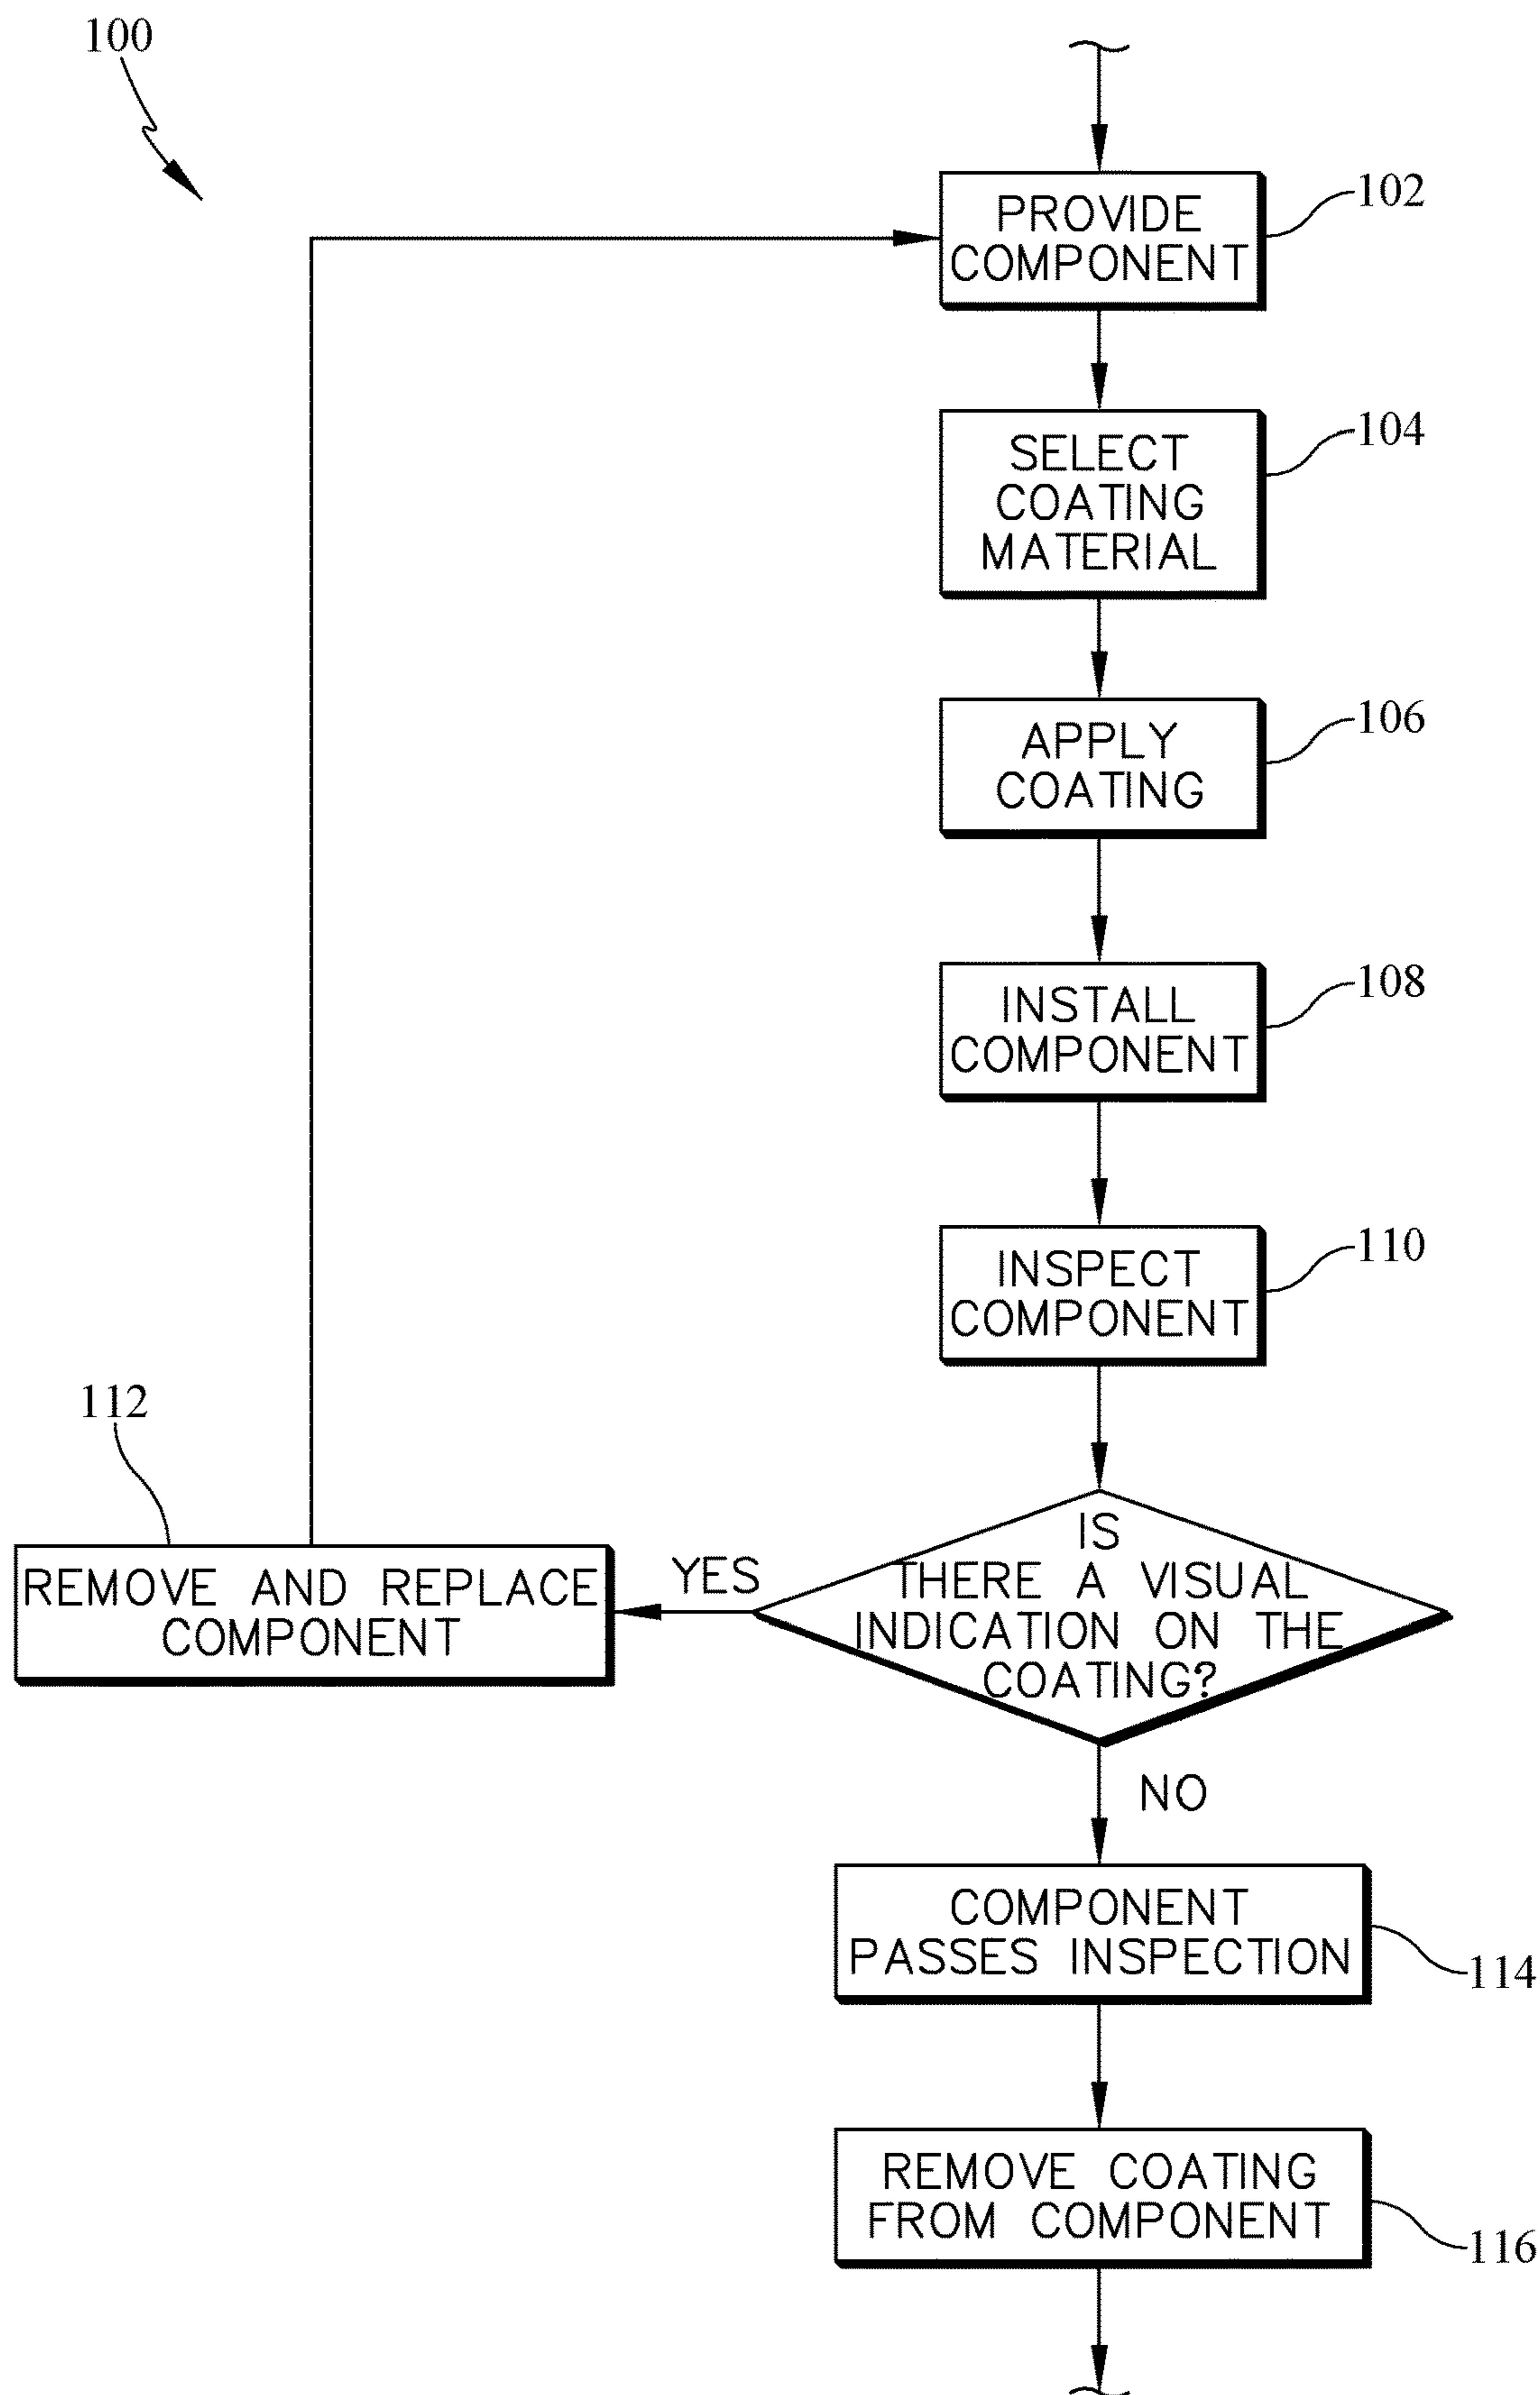 100
PROVIDE
COMPONENT
102
SELECT
COATING
MATERIAL
104
APPLY
COATING
106
INSTALL
COMPONENT
108
INSPECT
COMPONENT
110
112
REMOVE AND REPLACE
COMPONENT
YES
IS
THERE A VISUAL
INDICATION ON THE
COATING?
NO
COMPONENT
PASSES INSPECTION
114
REMOVE COATING
FROM COMPONENT
116